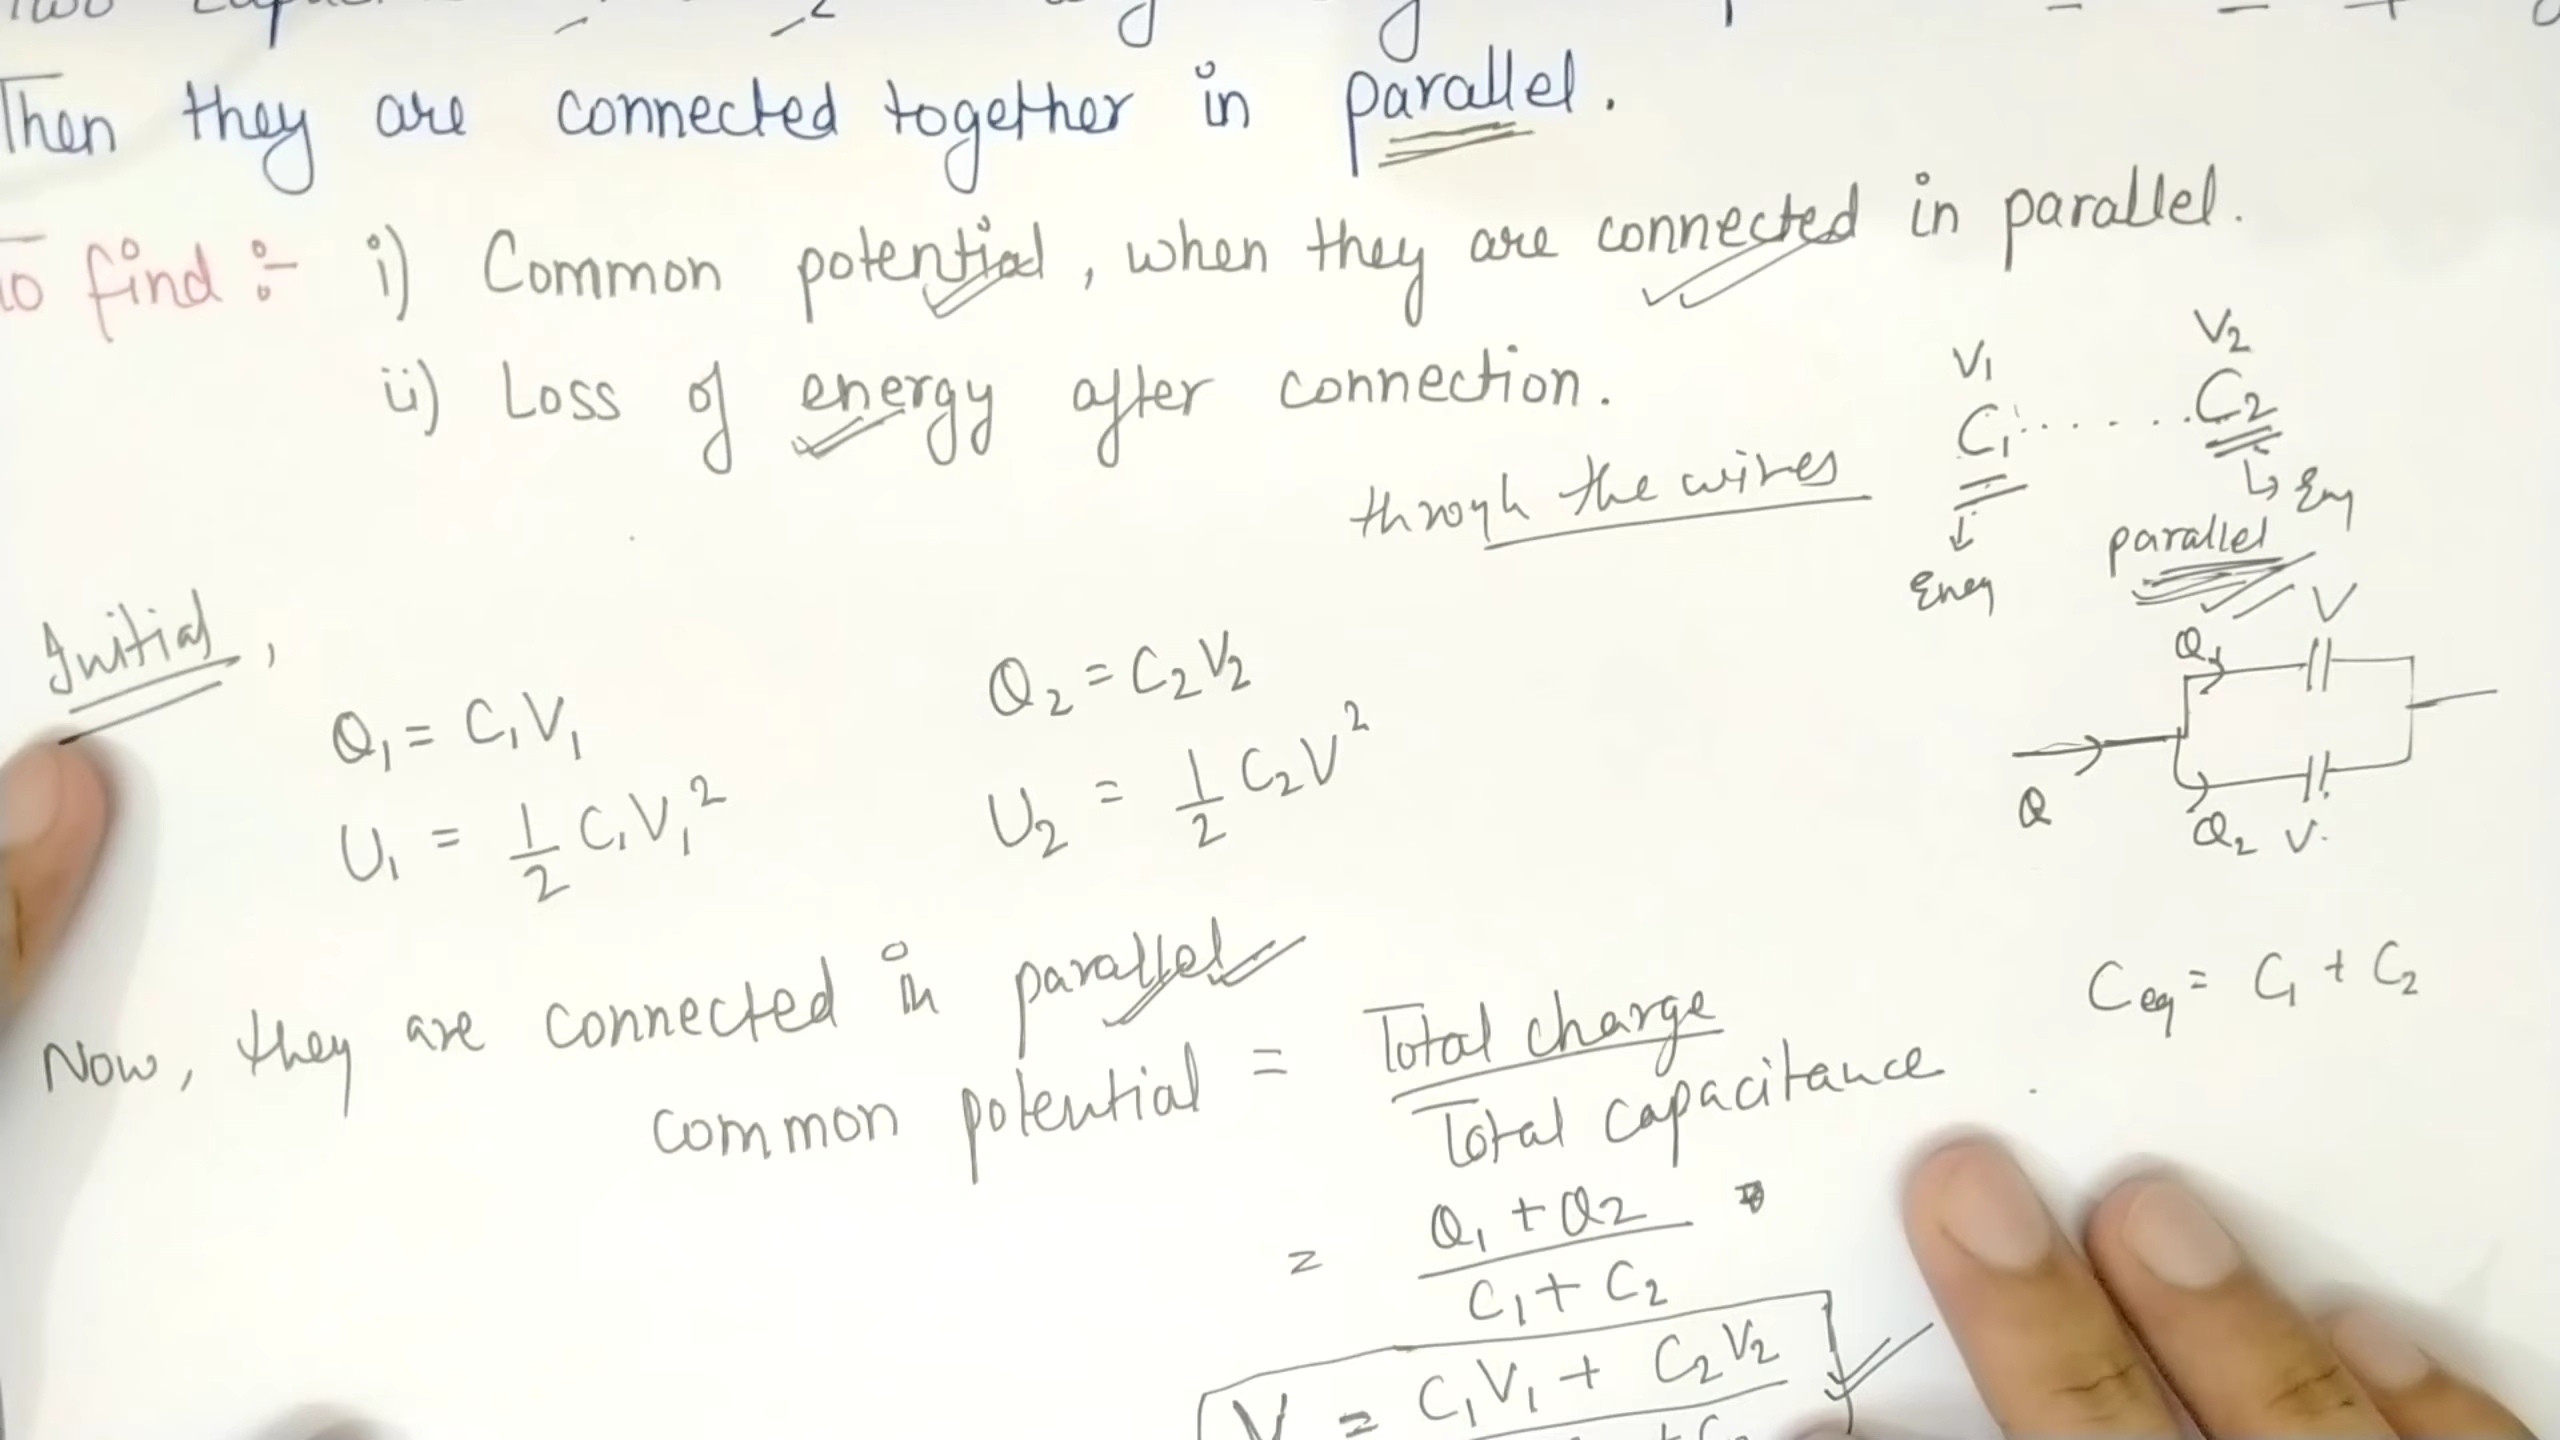 Then they are connected together in parallel.
To find :- i) Common potential, when they are connected in parallel.
ii) Loss of energy after connection.
throgh the wires
V₁ V₂
C₁ ...... C₂
parallel
V
Q₁
Q
Q₂ V
Initial,
Q₁ = C₁V₁
Q₂ = C₂V₂
U₁ = 1/2 C₁V₁²
U₂ = 1/2 C₂V²
Now, they are connected in parallel
Ceq = C₁ + C₂
common potential = Total charge / Total capacitance
= Q₁ + Q₂ / C₁ + C₂
V = C₁V₁ + C₂V₂